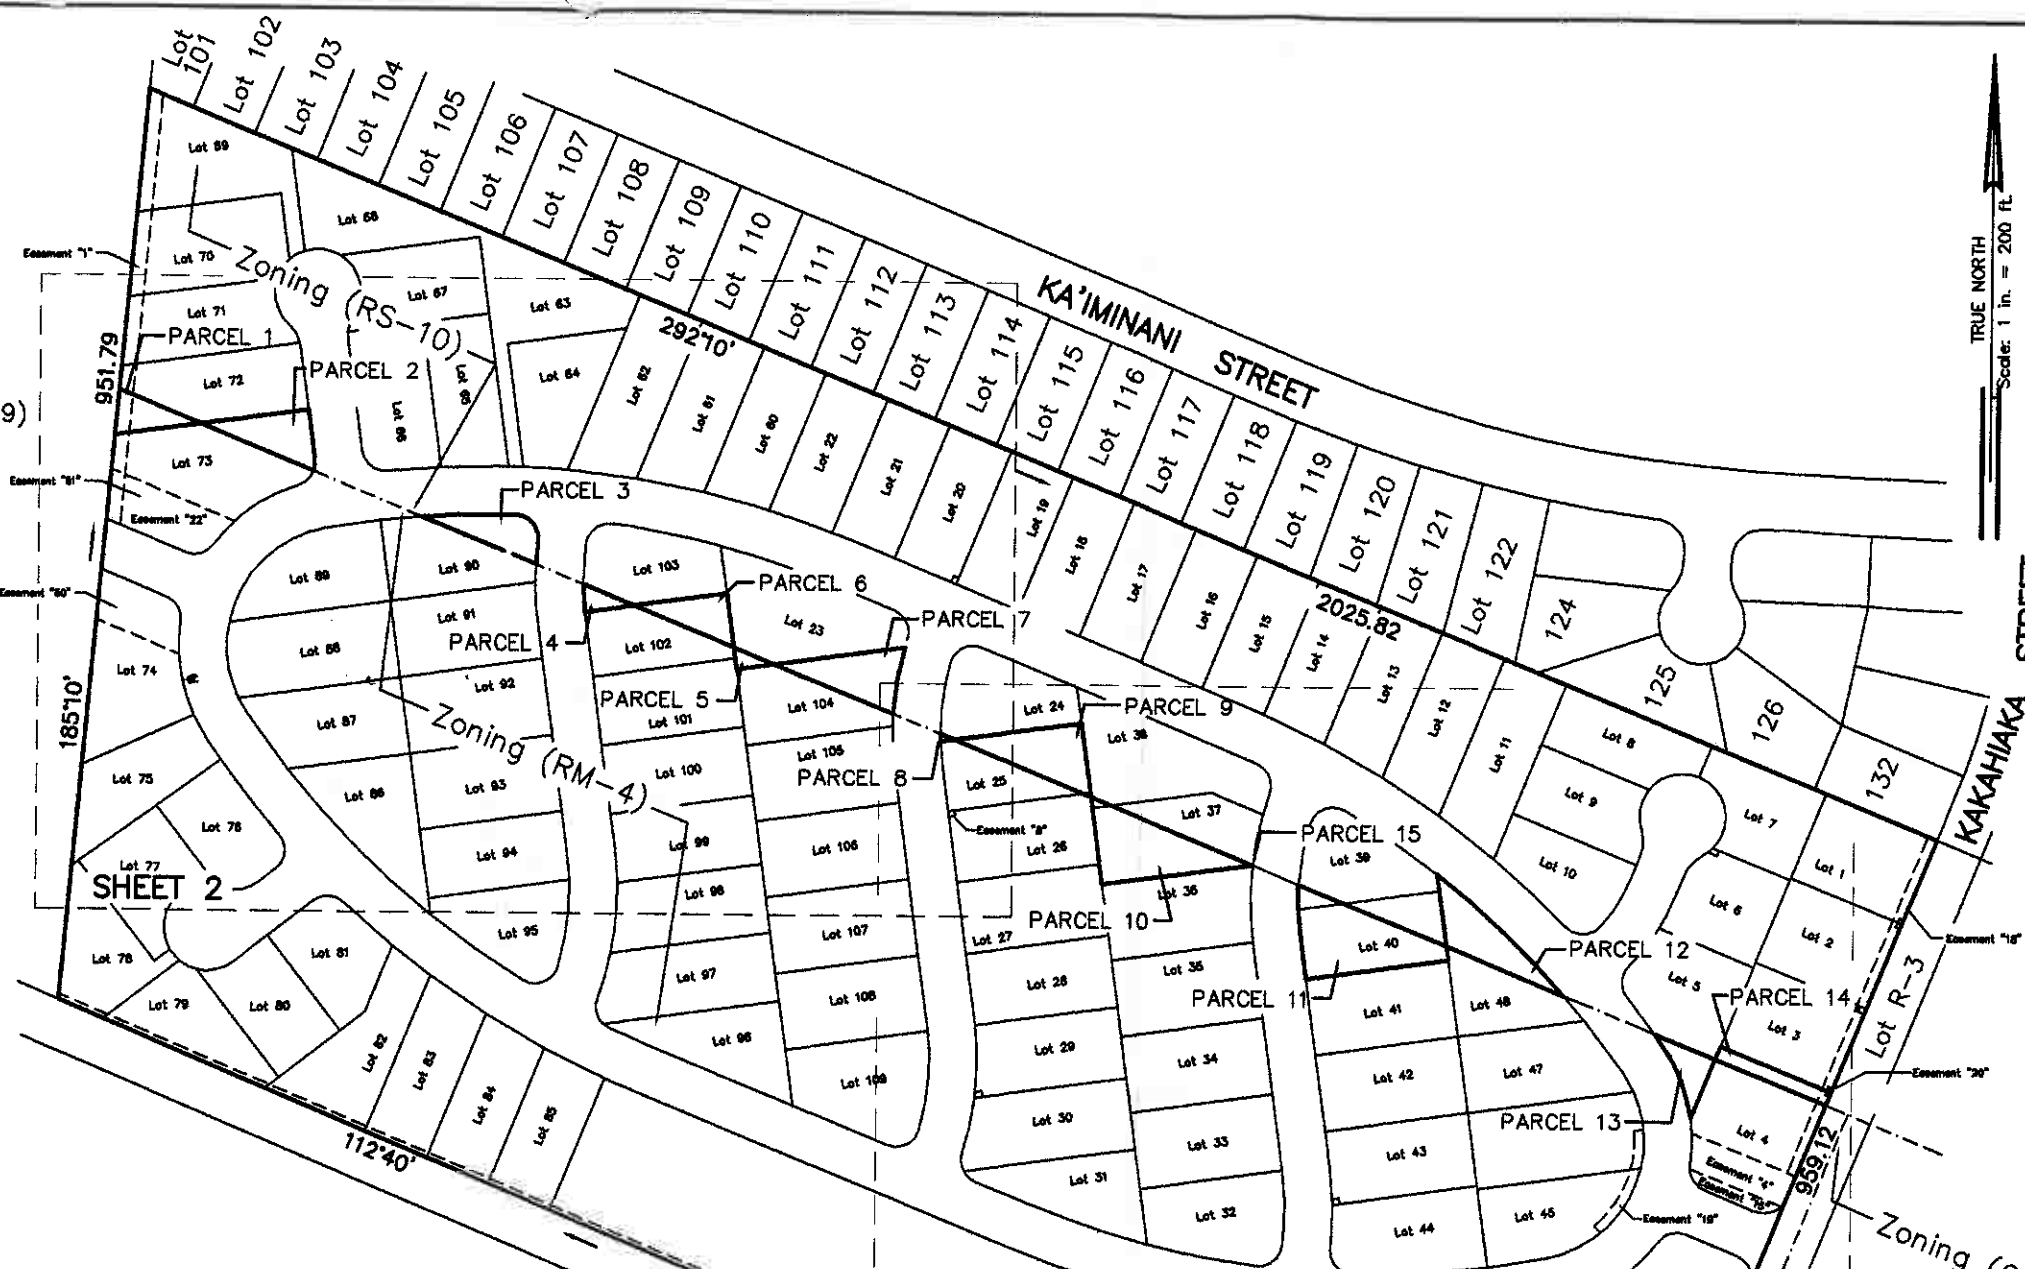 Lot 101
Lot 102
Lot 103
Lot 104
Lot 105
Lot 106
Lot 107
Lot 108
Lot 109
Lot 110
Lot 111
Lot 112
Lot 113
Lot 114
Lot 115
Lot 116
Lot 117
Lot 118
Lot 119
Lot 120
Lot 121
Lot 122
124
125
126
132
KA'IMINANI STREET
KAKAHIAKA STREET
TRUE NORTH
Scale: 1 in. = 200 ft.
Lot 69
Lot 68
Lot 70
Lot 67
Lot 71
Lot 72
Lot 73
Lot 66
Lot 65
Lot 63
Lot 64
Lot 62
Lot 61
Lot 60
Lot 22
Lot 21
Lot 20
Lot 19
Lot 18
Lot 17
Lot 16
Lot 15
Lot 14
Lot 13
Lot 12
Lot 11
Lot 8
Lot 9
Lot 10
Lot 7
Lot 1
Lot 6
Lot 2
Lot 5
Lot 3
Lot 4
Lot R-3
Easement "1"
Zoning (RS-10)
PARCEL 1
PARCEL 2
951.79
9)
292°10'
2025.82
Easement "22"
PARCEL 3
PARCEL 4
PARCEL 5
PARCEL 6
PARCEL 7
PARCEL 8
PARCEL 9
PARCEL 10
PARCEL 11
PARCEL 12
PARCEL 13
PARCEL 14
PARCEL 15
Lot 89
Lot 90
Lot 88
Lot 91
Lot 87
Lot 92
Lot 86
Lot 93
Lot 94
Lot 95
Lot 103
Lot 102
Lot 101
Lot 100
Lot 99
Lot 98
Lot 97
Lot 96
Lot 23
Lot 104
Lot 105
Lot 106
Lot 107
Lot 108
Lot 109
Zoning (RM-4)
Lot 24
Lot 25
Lot 26
Lot 27
Lot 28
Lot 29
Lot 30
Lot 31
Lot 38
Lot 37
Lot 36
Lot 35
Lot 34
Lot 33
Lot 32
Lot 39
Lot 40
Lot 41
Lot 42
Lot 43
Lot 44
Lot 48
Lot 47
Lot 45
Lot 74
Lot 75
Lot 76
Lot 77
Lot 78
Lot 79
Lot 80
Lot 81
Lot 82
Lot 83
Lot 84
Lot 85
SHEET 2
185°10'
112°40'
959.12
Easement "20"
Easement "19"
Zoning (